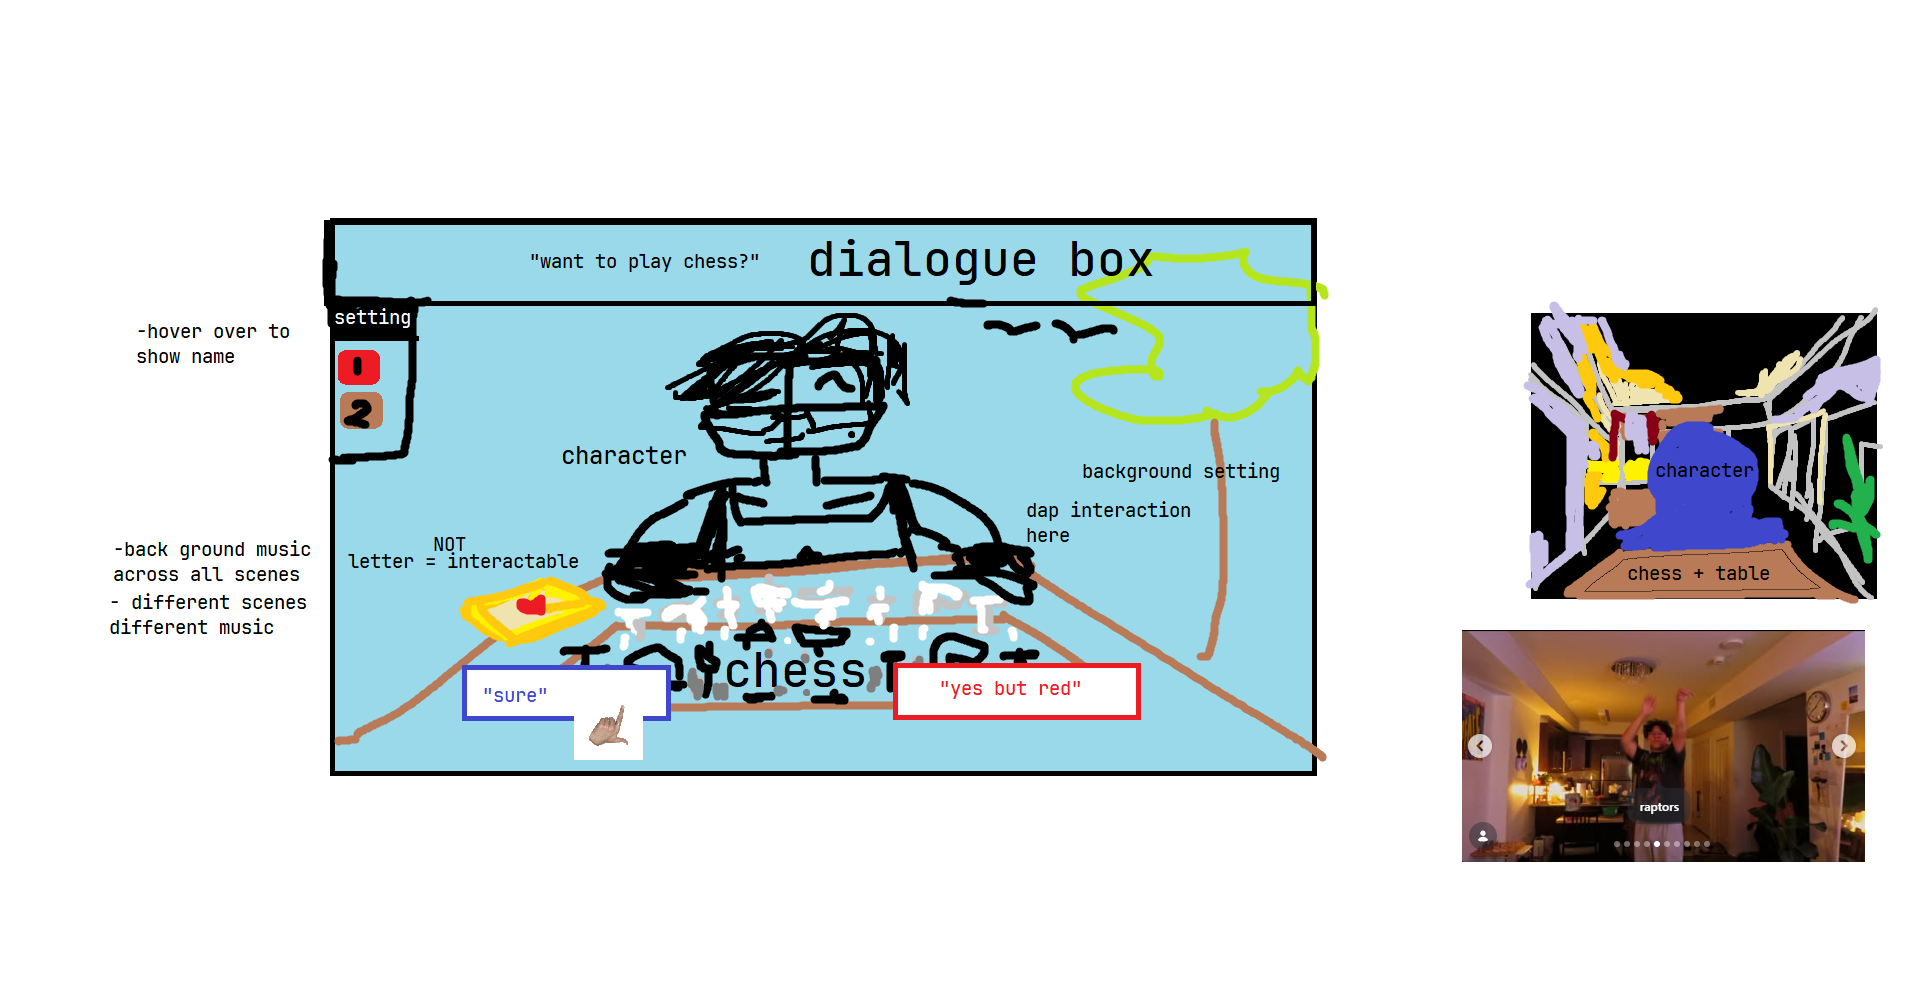 "want to play chess?"
dialogue box
setting
1
2
-hover over to
show name
character
background setting
dap interaction
here
NOT
letter = interactable
-back ground music
across all scenes
- different scenes
different music
chess
"sure"
"yes but red"
character
chess + table
raptors